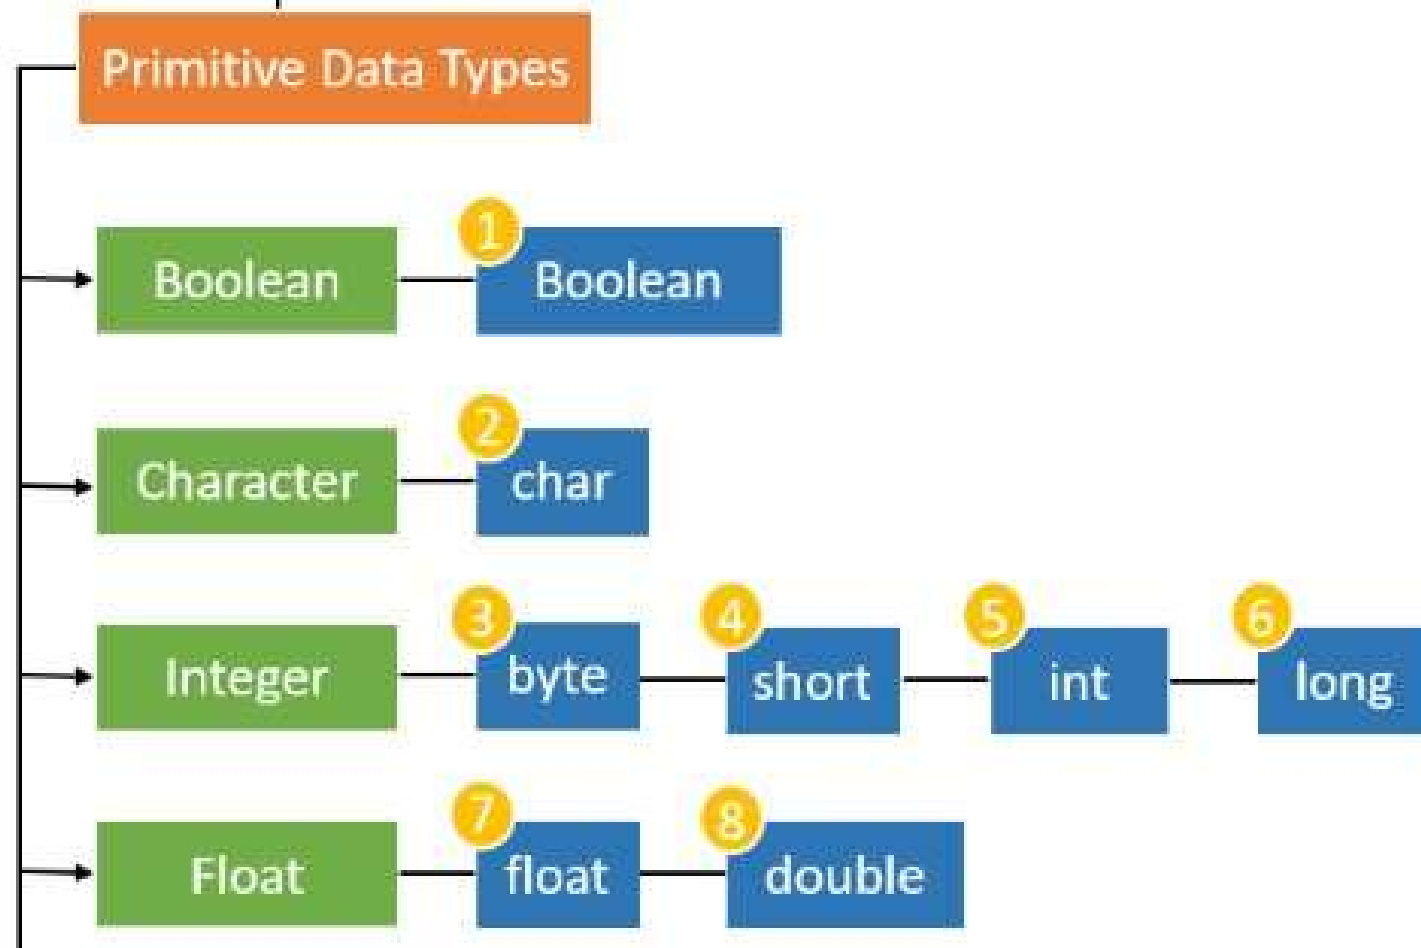 Primitive Data Types
1
Boolean Boolean
2
Character char
3 4 5 6
Integer byte short int long
7 8
Float float double